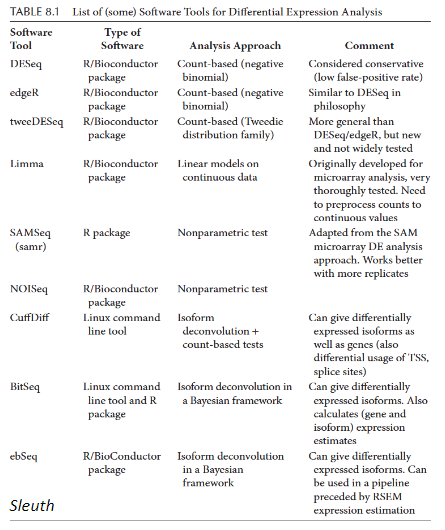 TABLE 8.1 List of (some) Software Tools for Differential Expression Analysis
Software Tool Type of Software Analysis Approach Comment
DESeq R/Bioconductor package Count-based (negative binomial) Considered conservative (low false-positive rate)
edgeR R/Bioconductor package Count-based (negative binomial) Similar to DESeq in philosophy
tweeDESeq R/Bioconductor package Count-based (Tweedie distribution family) More general than DESeq/edgeR, but new and not widely tested
Limma R/Bioconductor package Linear models on continuous data Originally developed for microarray analysis, very thoroughly tested. Need to preprocess counts to continuous values
SAMSeq (samr) R package Nonparametric test Adapted from the SAM microarray DE analysis approach. Works better with more replicates
NOISeq R/Bioconductor package Nonparametric test
CuffDiff Linux command line tool Isoform deconvolution + count-based tests Can give differentially expressed isoforms as well as genes (also differential usage of TSS, splice sites)
BitSeq Linux command line tool and R package Isoform deconvolution in a Bayesian framework Can give differentially expressed isoforms. Also calculates (gene and isoform) expression estimates
ebSeq R/BioConductor package Isoform deconvolution in a Bayesian framework Can give differentially expressed isoforms. Can be used in a pipeline preceded by RSEM expression estimation
Sleuth